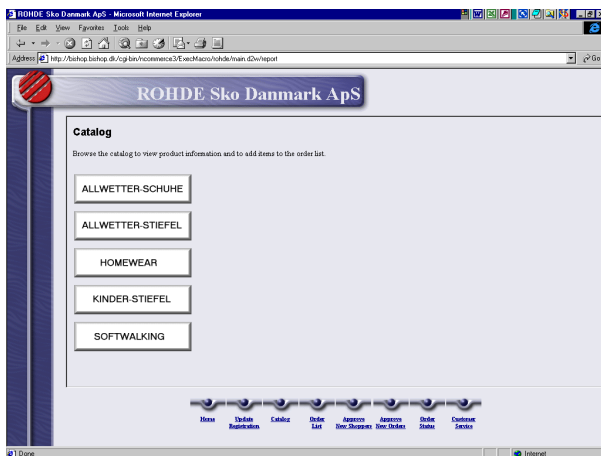 ROHDE Sko Danmark ApS - Microsoft Internet Explorer
File Edit View Favorites Tools Help
Address http://bishop.bishop.dk/cgi-bin/ncommerce3/ExecMacro/rohde/main.d2w/report Go
ROHDE Sko Danmark ApS
Catalog
Browse the catalog to view product information and to add items to the order list.
ALLWETTER-SCHUHE
ALLWETTER-STIEFEL
HOMEWEAR
KINDER-STIEFEL
SOFTWALKING
Home Update Catalog Order Approve Approve Order Customer
Registration List New Shoppers New Orders Status Service
Done Internet